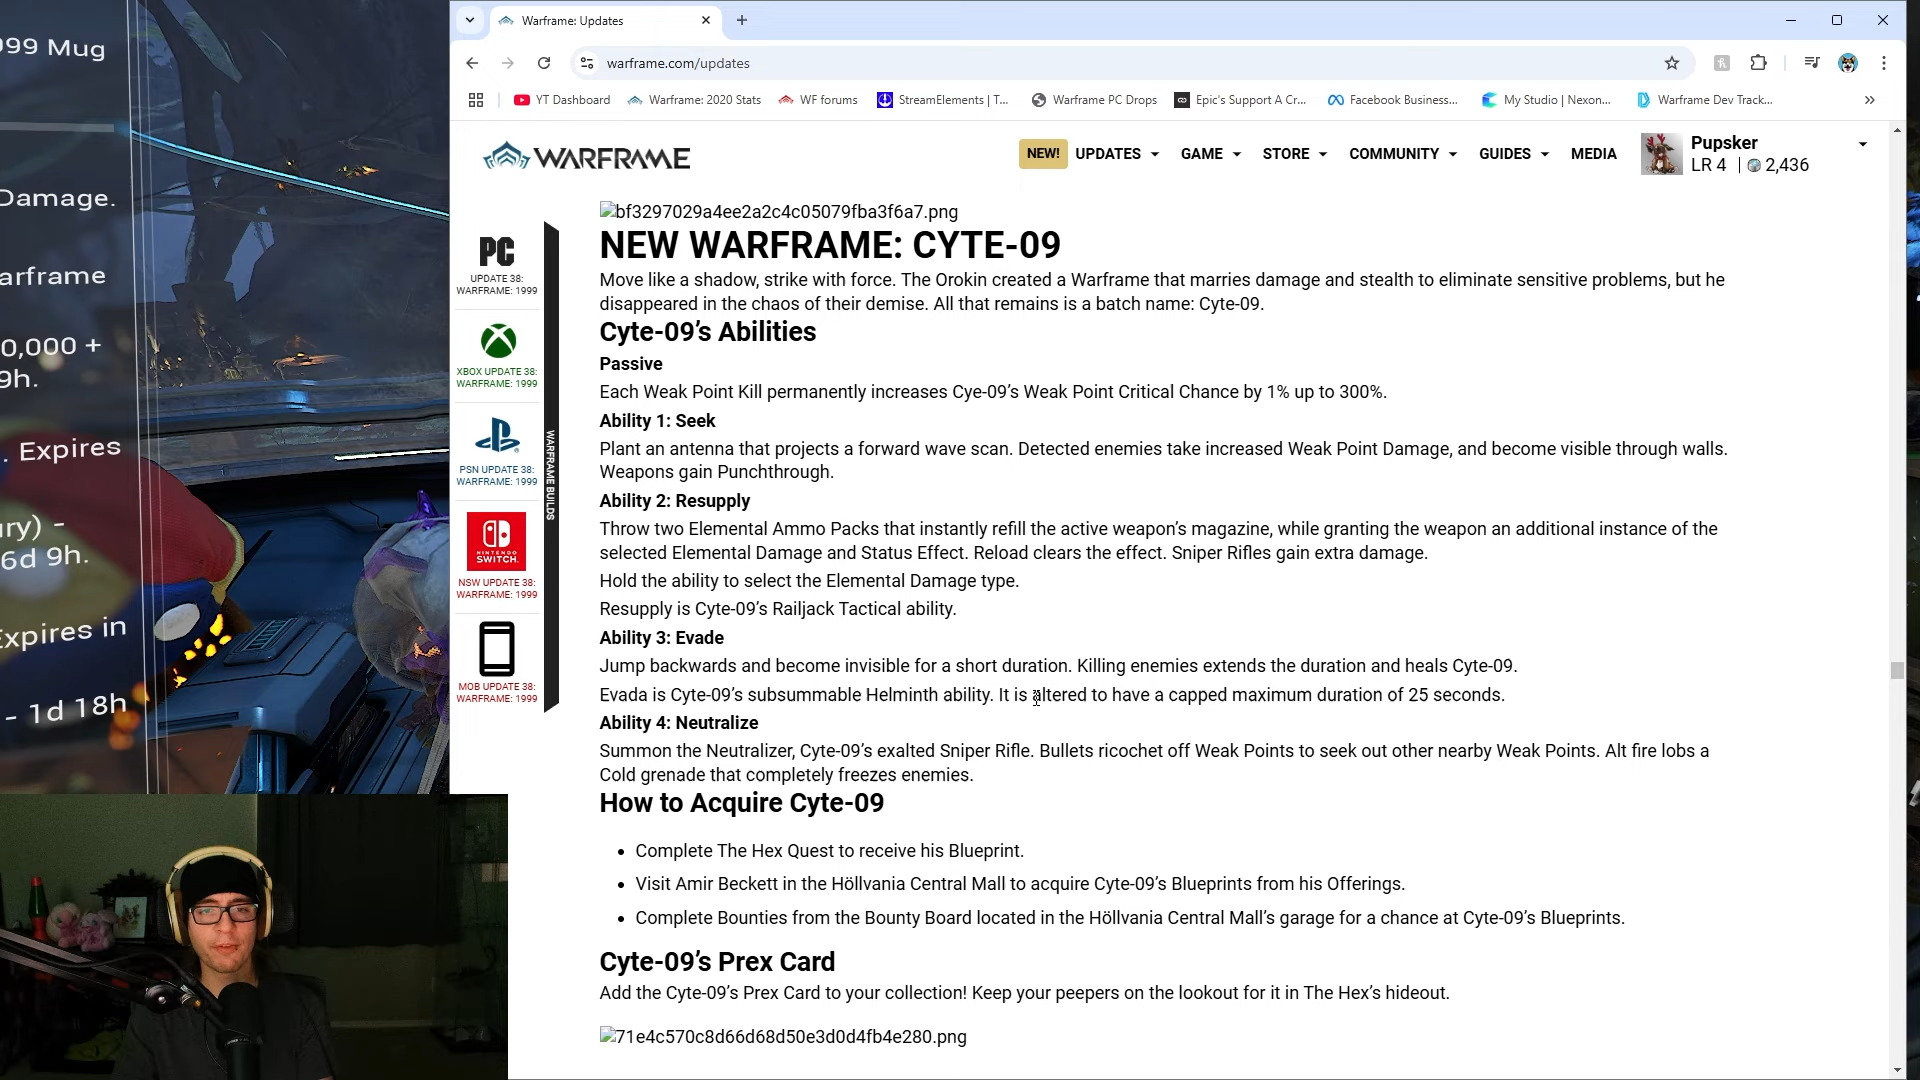 99 Mug
Damage.
arframe
0,000 +
9h.
. Expires
ury) -
6d 9h.
Expires in
- 1d 18h
Warframe: Updates
warframe.com/updates
YT Dashboard
Warframe: 2020 Stats
WF forums
StreamElements | T...
Warframe PC Drops
Epic's Support A Cr...
Facebook Business...
My Studio | Nexon...
Warframe Dev Track...
WARFRAME
NEW! UPDATES GAME STORE COMMUNITY GUIDES MEDIA
Pupsker
LR 4 | 2,436
PC
UPDATE 38:
WARFRAME: 1999
XBOX UPDATE 38:
WARFRAME: 1999
PSN UPDATE 38:
WARFRAME: 1999
NINTENDO
SWITCH
NSW UPDATE 38:
WARFRAME: 1999
MOB UPDATE 38:
WARFRAME: 1999
WARFRAME BUILDS
bf3297029a4ee2a2c4c05079fba3f6a7.png
NEW WARFRAME: CYTE-09
Move like a shadow, strike with force. The Orokin created a Warframe that marries damage and stealth to eliminate sensitive problems, but he
disappeared in the chaos of their demise. All that remains is a batch name: Cyte-09.
Cyte-09’s Abilities
Passive
Each Weak Point Kill permanently increases Cye-09’s Weak Point Critical Chance by 1% up to 300%.
Ability 1: Seek
Plant an antenna that projects a forward wave scan. Detected enemies take increased Weak Point Damage, and become visible through walls.
Weapons gain Punchthrough.
Ability 2: Resupply
Throw two Elemental Ammo Packs that instantly refill the active weapon’s magazine, while granting the weapon an additional instance of the
selected Elemental Damage and Status Effect. Reload clears the effect. Sniper Rifles gain extra damage.
Hold the ability to select the Elemental Damage type.
Resupply is Cyte-09’s Railjack Tactical ability.
Ability 3: Evade
Jump backwards and become invisible for a short duration. Killing enemies extends the duration and heals Cyte-09.
Evada is Cyte-09’s subsummable Helminth ability. It is altered to have a capped maximum duration of 25 seconds.
Ability 4: Neutralize
Summon the Neutralizer, Cyte-09’s exalted Sniper Rifle. Bullets ricochet off Weak Points to seek out other nearby Weak Points. Alt fire lobs a
Cold grenade that completely freezes enemies.
How to Acquire Cyte-09
• Complete The Hex Quest to receive his Blueprint.
• Visit Amir Beckett in the Höllvania Central Mall to acquire Cyte-09’s Blueprints from his Offerings.
• Complete Bounties from the Bounty Board located in the Höllvania Central Mall’s garage for a chance at Cyte-09’s Blueprints.
Cyte-09’s Prex Card
Add the Cyte-09’s Prex Card to your collection! Keep your peepers on the lookout for it in The Hex’s hideout.
71e4c570c8d66d68d50e3d0d4fb4e280.png